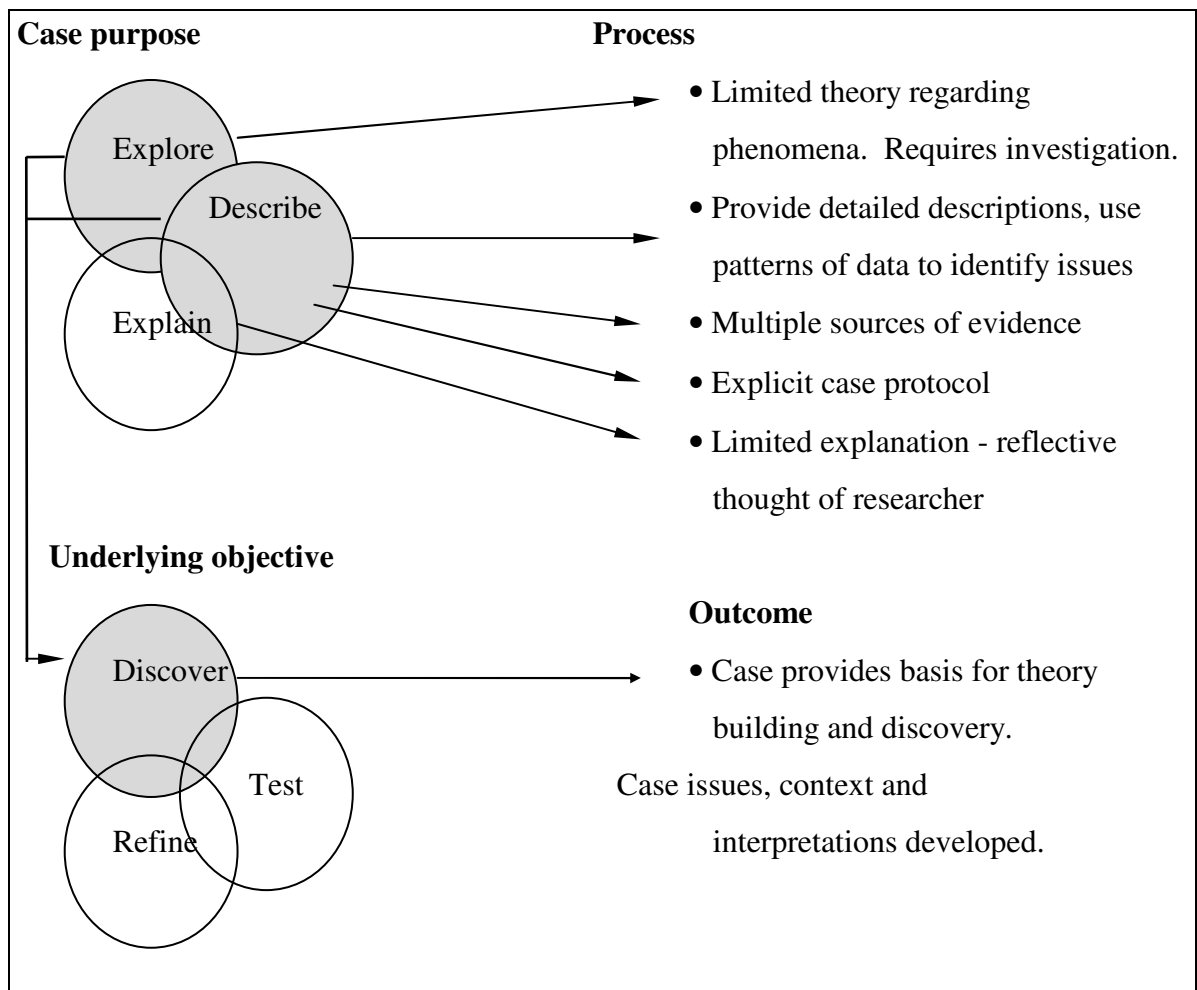 Case purpose
Process
Explore
Describe
Explain
• Limited theory regarding
phenomena.  Requires investigation.
• Provide detailed descriptions, use
patterns of data to identify issues
• Multiple sources of evidence
• Explicit case protocol
• Limited explanation - reflective
thought of researcher
Underlying objective
Discover
Test
Refine
Outcome
• Case provides basis for theory
building and discovery.
Case issues, context and
interpretations developed.